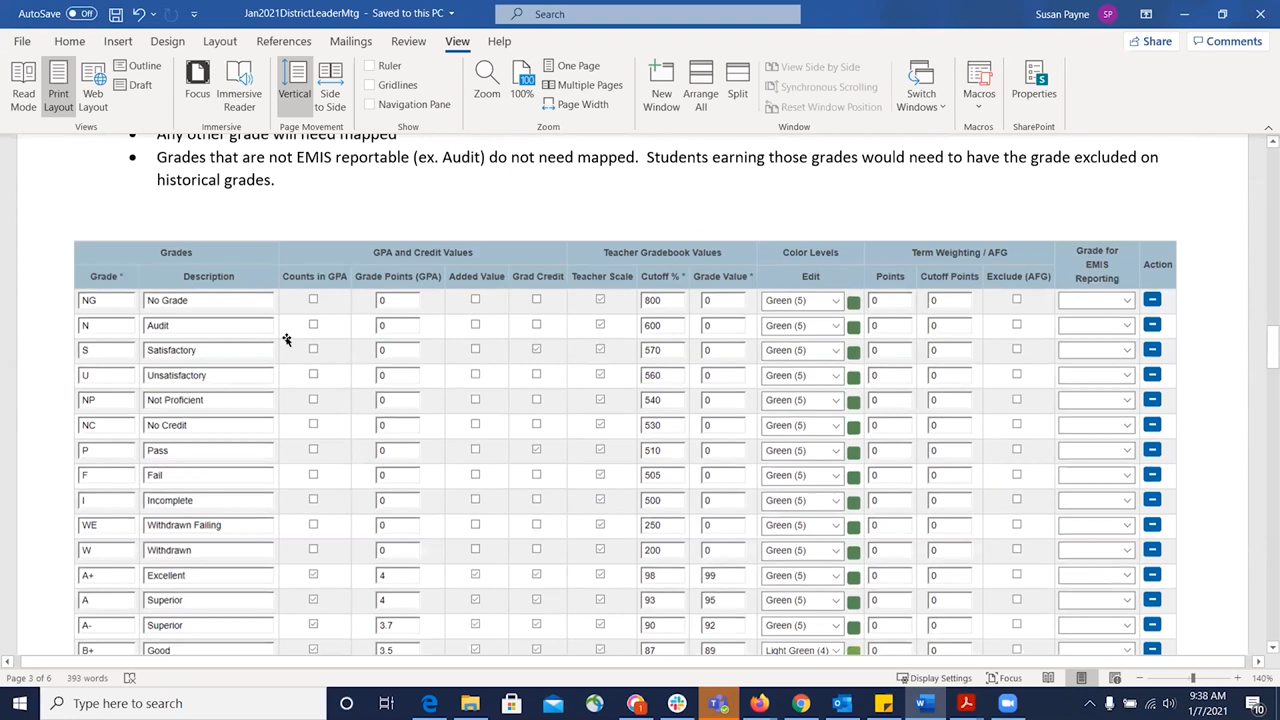 AutoSave Off Jan2021DistrictLeaderMtg - Saved to this PC Search Susan Payne SP
File Home Insert Design Layout References Mailings Review View Help Share Comments
Read Mode Print Layout Web Layout Outline Draft Focus Immersive Reader Vertical Side to Side Ruler Gridlines Navigation Pane Zoom 100% One Page Multiple Pages Page Width New Window Arrange All Split View Side by Side Synchronous Scrolling Reset Window Position Switch Windows Macros Properties
Views Immersive Page Movement Show Zoom Window Macros SharePoint
• Any other grade will need mapped
• Grades that are not EMIS reportable (ex. Audit) do not need mapped. Students earning those grades would need to have the grade excluded on
historical grades.
Grades GPA and Credit Values Teacher Gradebook Values Color Levels Term Weighting / AFG Grade for EMIS Reporting Action
Grade * Description Counts in GPA Grade Points (GPA) Added Value Grad Credit Teacher Scale Cutoff % * Grade Value * Edit Points Cutoff Points Exclude (AFG)
NG No Grade 0 800 0 Green (5) 0 0
N Audit 0 600 0 Green (5) 0 0
S Satisfactory 0 570 0 Green (5) 0 0
U Unsatisfactory 0 560 0 Green (5) 0 0
NP Not Proficient 0 540 0 Green (5) 0 0
NC No Credit 0 530 0 Green (5) 0 0
P Pass 0 510 0 Green (5) 0 0
F Fail 0 505 0 Green (5) 0 0
I Incomplete 0 500 0 Green (5) 0 0
WE Withdrawn Failing 0 250 0 Green (5) 0 0
W Withdrawn 0 200 0 Green (5) 0 0
A+ Excellent 4 98 99 Green (5) 0 0
A Superior 4 93 95 Green (5) 0 0
A- Superior 3.7 90 92 Green (5) 0 0
B+ Good 3.5 87 89 Light Green (4) 0 0
Page 3 of 6 393 words Display Settings Focus 140%
Type here to search 9:38 AM
1/7/2021